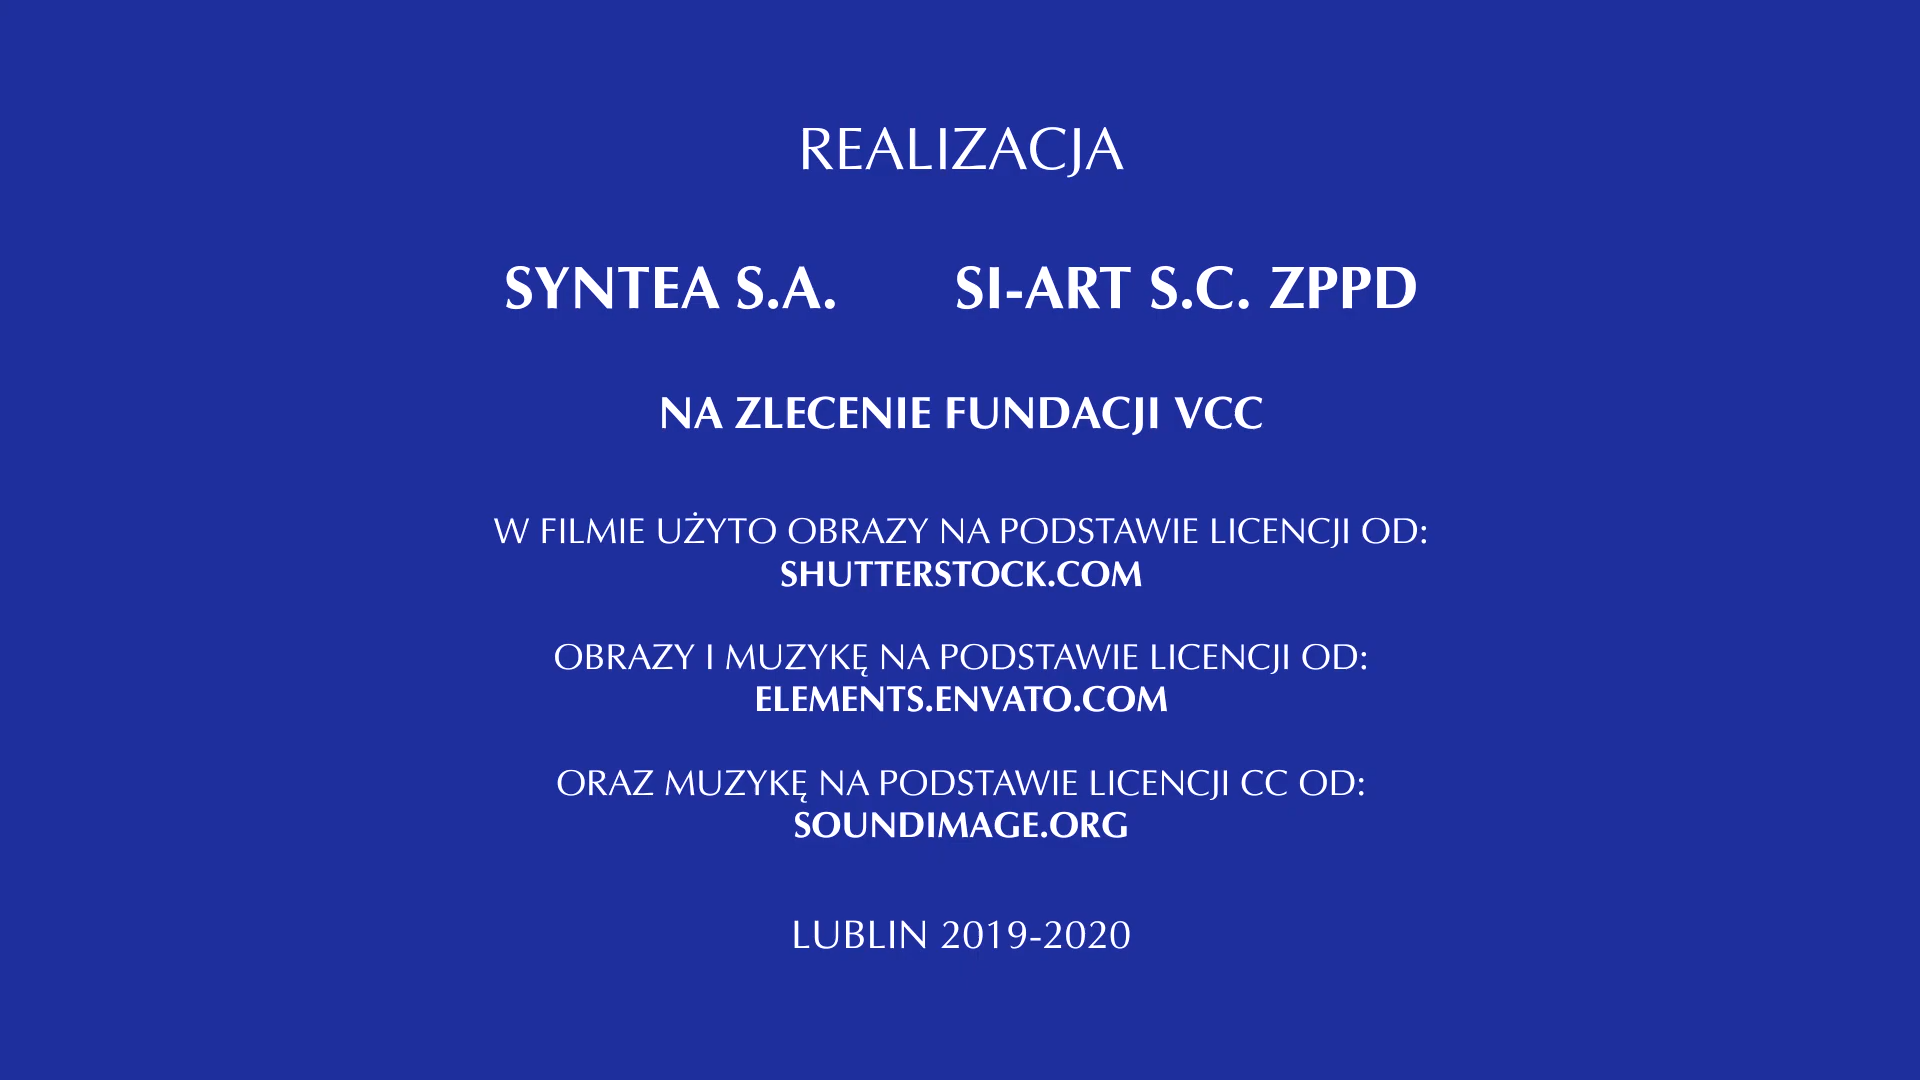 REALIZACJA
SYNTEA S.A. SI-ART S.C. ZPPD
NA ZLECENIE FUNDACJI VCC
W FILMIE UŻYTO OBRAZY NA PODSTAWIE LICENCJI OD:
SHUTTERSTOCK.COM
OBRAZY I MUZYKĘ NA PODSTAWIE LICENCJI OD:
ELEMENTS.ENVATO.COM
ORAZ MUZYKĘ NA PODSTAWIE LICENCJI CC OD:
SOUNDIMAGE.ORG
LUBLIN 2019-2020